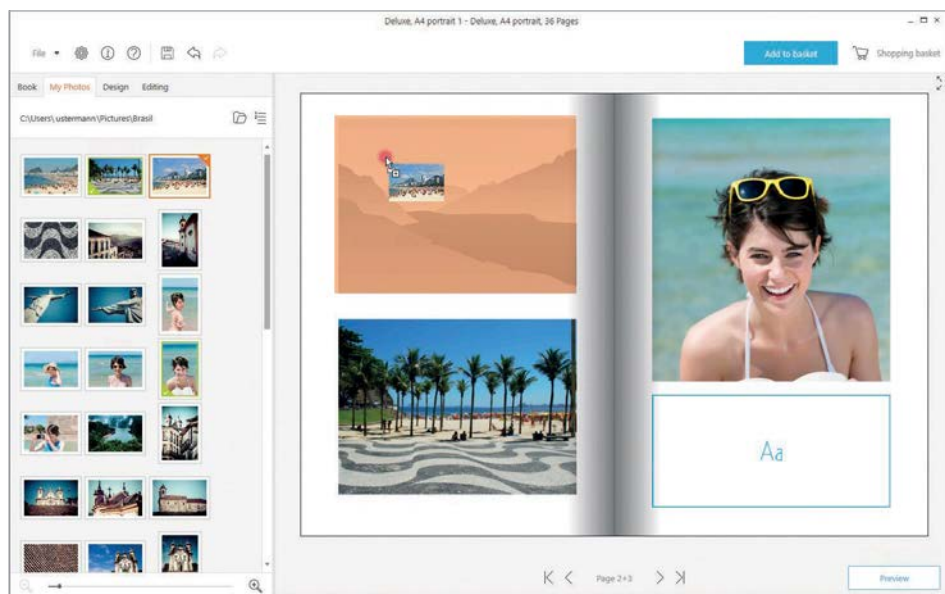 Deluxe, A4 portrait 1 - Deluxe, A4 portrait, 36 Pages
File
Add to basket
Shopping basket
Book My Photos Design Editing
C:\Users\ustermann\Pictures\Brasil
Aa
Page 2+3
Preview